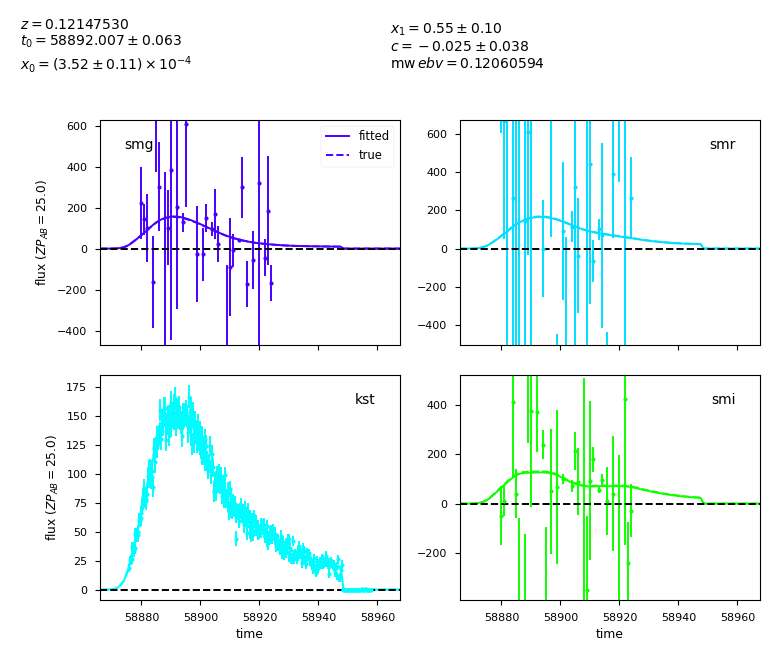 z = 0.12147530
t₀ = 58892.007 ± 0.063
x₀ = (3.52 ± 0.11) × 10⁻⁴
x₁ = 0.55 ± 0.10
c = −0.025 ± 0.038
mw ebv = 0.12060594
600
400
200
0
−200
−400
flux (ZP_AB = 25.0)
smg
fitted
true
600
400
200
0
−200
−400
smr
175
150
125
100
75
50
25
0
flux (ZP_AB = 25.0)
kst
58880 58900 58920 58940 58960
time
400
200
0
−200
smi
58880 58900 58920 58940 58960
time